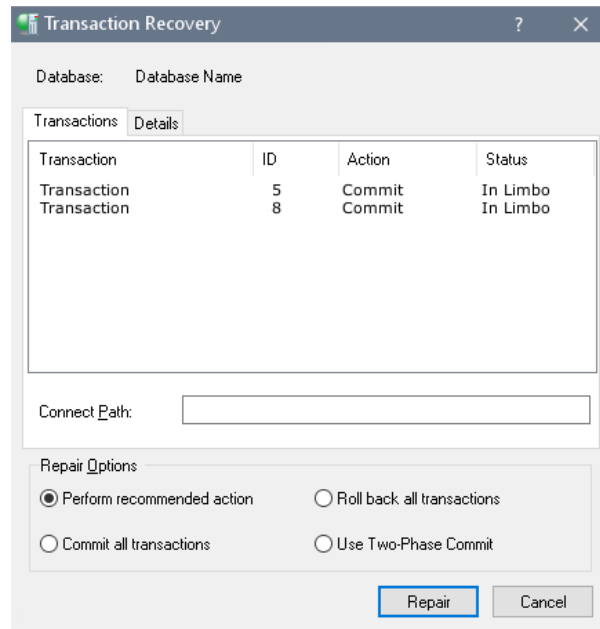 Transaction Recovery ?
Database: Database Name
Transactions Details
Transaction ID Action Status
Transaction 5 Commit In Limbo
Transaction 8 Commit In Limbo
Connect Path:
Repair Options
Perform recommended action Roll back all transactions
Commit all transactions Use Two-Phase Commit
Repair Cancel